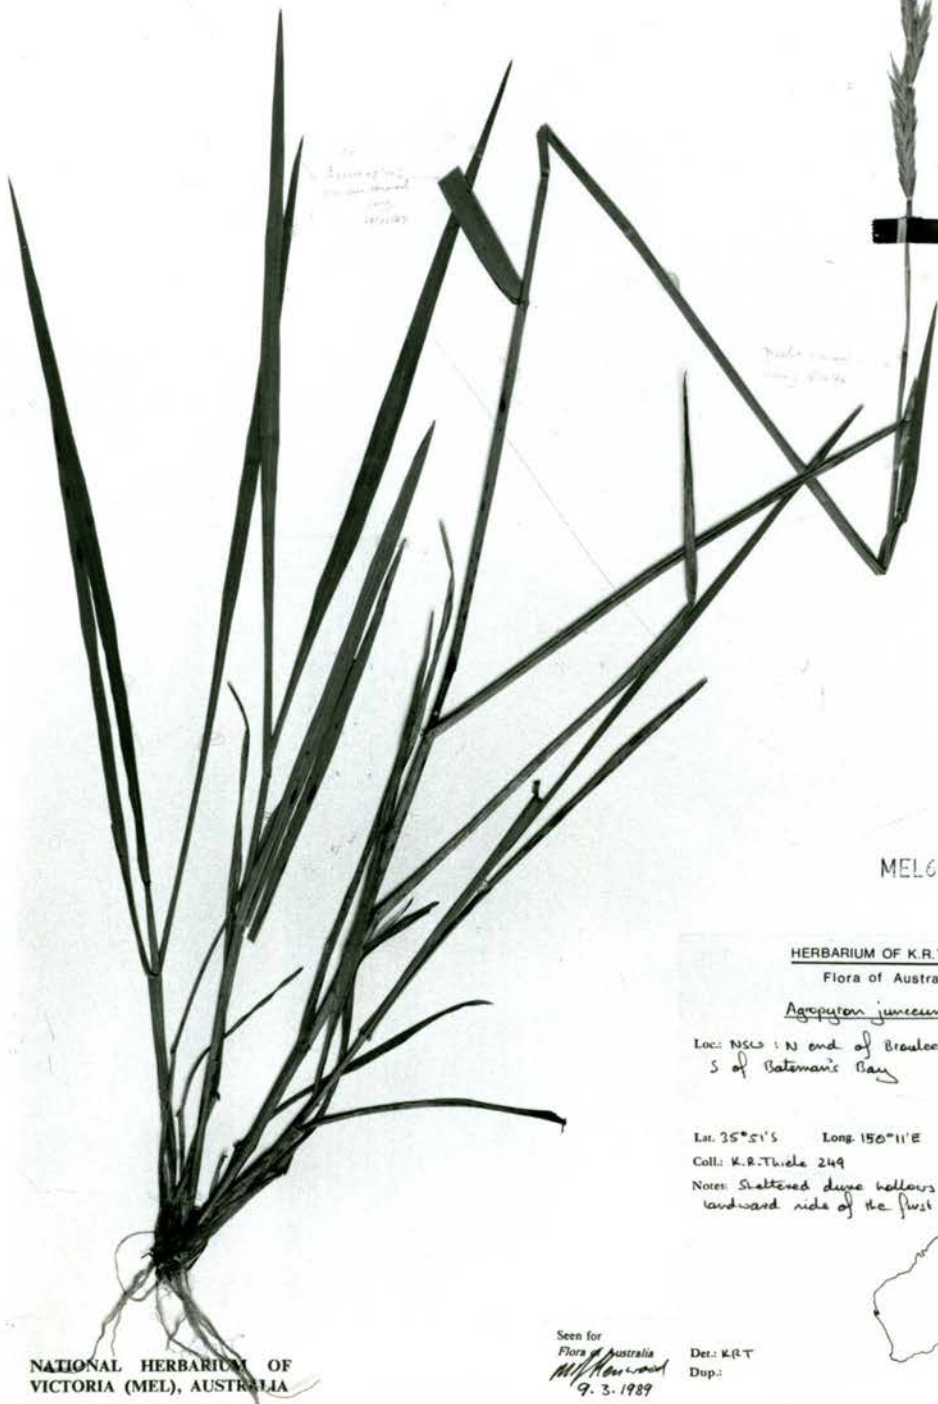 MEL6
HERBARIUM OF K.R.
Flora of Austra
Agropyron junceum
Loc.: NSW : N end of Broulee
S of Bateman's Bay
Lat. 35°51'S Long. 150°11'E
Coll.: K.R.Thiele 249
Notes: Sheltered dune hollows
landward side of the first
Seen for
Flora of Australia
9. 3. 1989
Det.: KRT
Dup.:
NATIONAL HERBARIUM OF
VICTORIA (MEL), AUSTRALIA